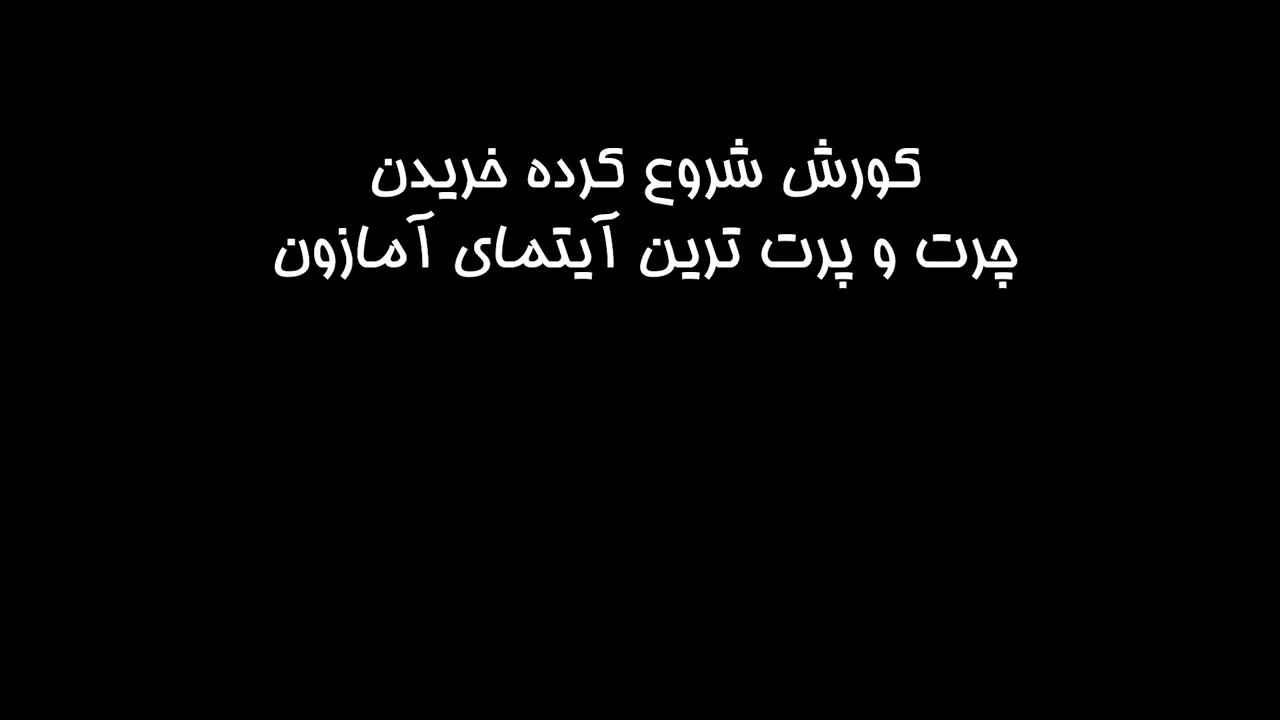 کورش شروع کرده خریدن
چرت و پرت ترین آیتمای آمازون